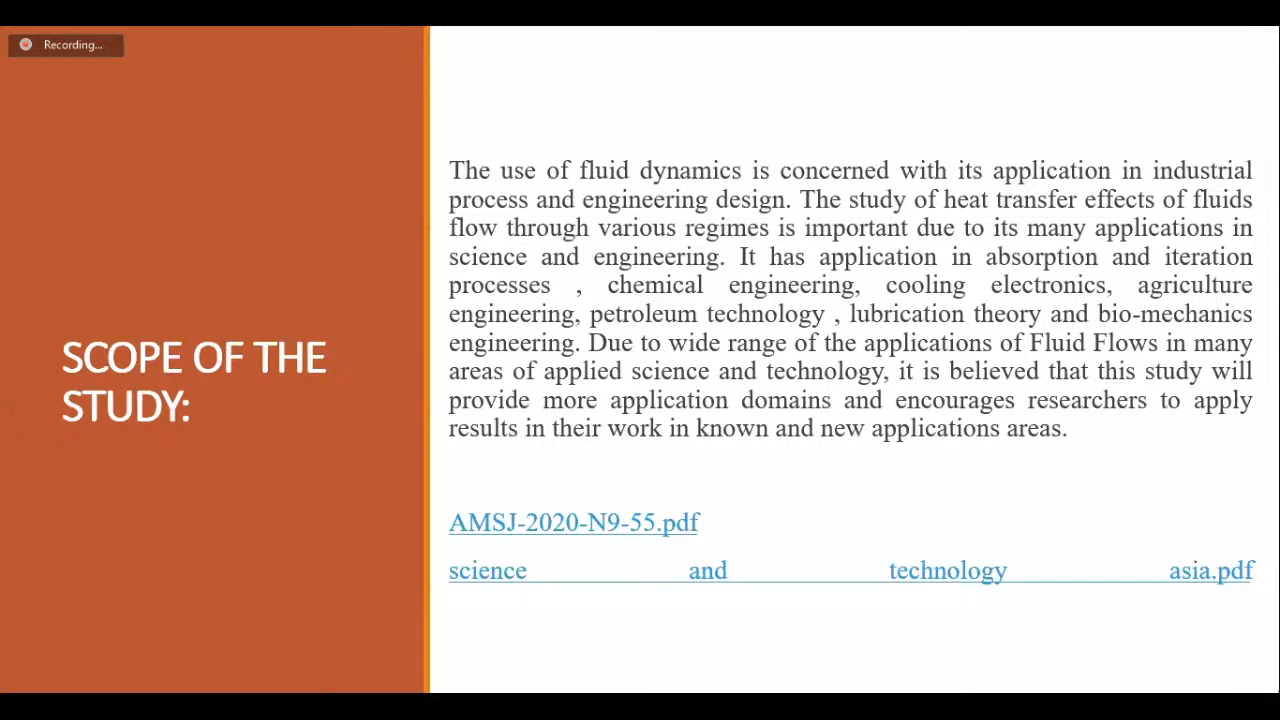 Recording...
SCOPE OF THE
STUDY:
The use of fluid dynamics is concerned with its application in industrial
process and engineering design. The study of heat transfer effects of fluids
flow through various regimes is important due to its many applications in
science and engineering. It has application in absorption and iteration
processes , chemical engineering, cooling electronics, agriculture
engineering, petroleum technology , lubrication theory and bio-mechanics
engineering. Due to wide range of the applications of Fluid Flows in many
areas of applied science and technology, it is believed that this study will
provide more application domains and encourages researchers to apply
results in their work in known and new applications areas.
AMSJ-2020-N9-55.pdf
science and technology asia.pdf